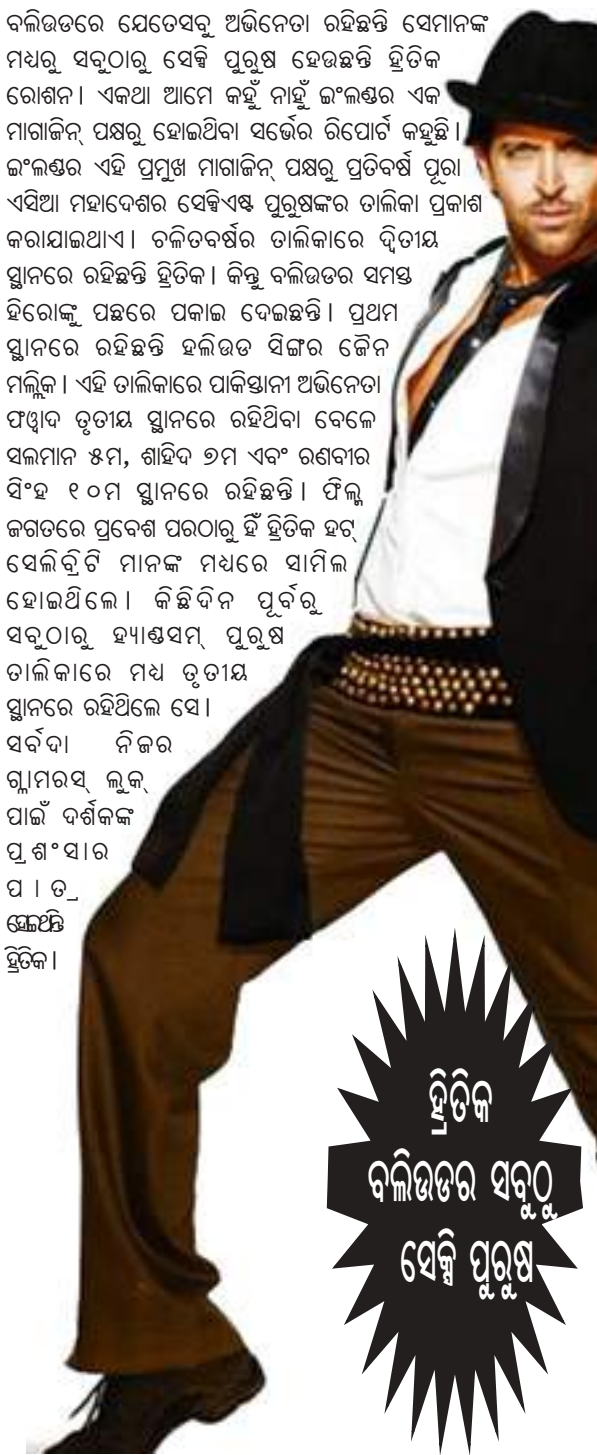 ବଲିଉଡରେ ଯେତେସବୁ ଅଭିନେତା ରହିଛନ୍ତି ସେମାନଙ୍କ
ମଧ୍ୟରୁ ସବୁଠାରୁ ସେକ୍ସି ପୁରୁଷ ହେଉଛନ୍ତି ହ୍ରିତିକ
ରୋଶନ। ଏକଥା ଆମେ କହୁଁ ନାହୁଁ ଇଂଲଣ୍ଡର ଏକ
ମାଗାଜିନ୍ ପକ୍ଷରୁ ହୋଇଥିବା ସର୍ଭେର ରିପୋର୍ଟ କହୁଛି।
ଇଂଲଣ୍ଡର ଏହି ପ୍ରମୁଖ ମାଗାଜିନ୍ ପକ୍ଷରୁ ପ୍ରତିବର୍ଷ ପୂରା
ଏସିଆ ମହାଦେଶର ସେକ୍ସିଏଷ୍ଟ ପୁରୁଷଙ୍କର ତାଲିକା ପ୍ରକାଶ
କରାଯାଇଥାଏ। ଚଳିତବର୍ଷର ତାଲିକାରେ ଦ୍ୱିତୀୟ
ସ୍ଥାନରେ ରହିଛନ୍ତି ହ୍ରିତିକ। କିନ୍ତୁ ବଲିଉଡର ସମସ୍ତ
ହିରୋଙ୍କୁ ପଛରେ ପକାଇ ଦେଇଛନ୍ତି। ପ୍ରଥମ
ସ୍ଥାନରେ ରହିଛନ୍ତି ହଲିଉଡ ସିଙ୍ଗର ଜୈନ
ମଲ୍ଲିକ। ଏହି ତାଲିକାରେ ପାକିସ୍ତାନୀ ଅଭିନେତା
ଫୱାଦ ତୃତୀୟ ସ୍ଥାନରେ ରହିଥିବା ବେଳେ
ସଲମାନ ୫ମ, ଶାହିଦ ୭ମ ଏବଂ ରଣବୀର
ସିଂହ ୧୦ମ ସ୍ଥାନରେ ରହିଛନ୍ତି। ଫିଲ୍ମ
ଜଗତରେ ପ୍ରବେଶ ପରଠାରୁ ହିଁ ହ୍ରିତିକ ହଟ୍
ସେଲିବ୍ରିଟି ମାନଙ୍କ ମଧ୍ୟରେ ସାମିଲ
ହୋଇଥିଲେ। କିଛିଦିନ ପୂର୍ବରୁ
ସବୁଠାରୁ ହ୍ୟାଣ୍ଡସମ୍ ପୁରୁଷ
ତାଲିକାରେ ମଧ୍ୟ ତୃତୀୟ
ସ୍ଥାନରେ ରହିଥିଲେ ସେ।
ସର୍ବଦା ନିଜର
ଗ୍ଲାମରସ୍ ଲୁକ୍
ପାଇଁ ଦର୍ଶକଙ୍କ
ପ୍ରଶଂସାର
ପାତ୍ର
ହୋଇଥାନ୍ତି
ହ୍ରିତିକ।
ହ୍ରିତିକ
ବଲିଉଡର ସବୁଠୁ
ସେକ୍ସି ପୁରୁଷ